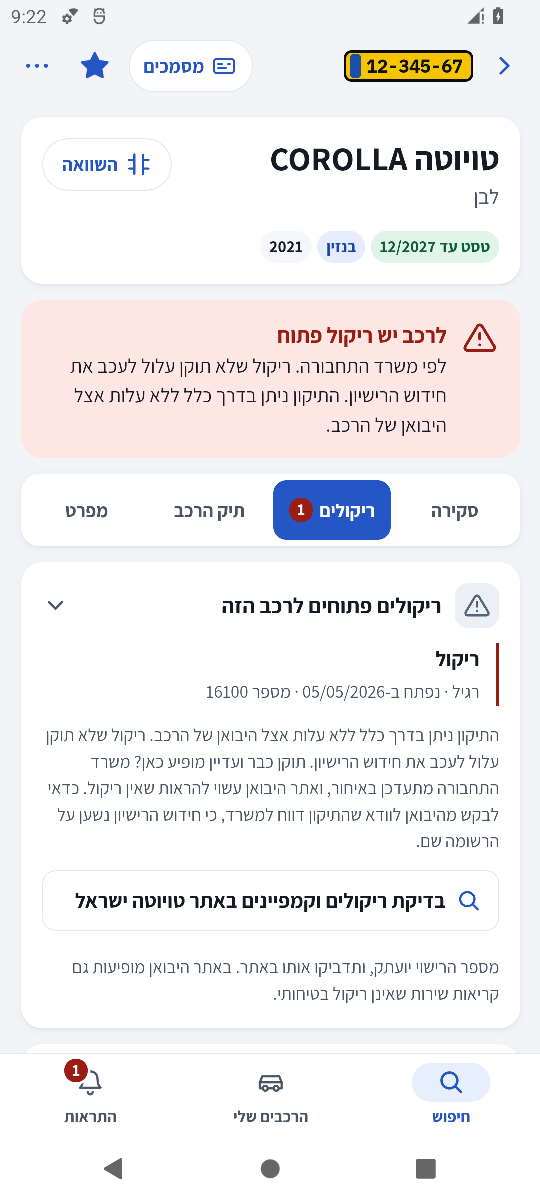 9:22
12-345-67
מסמכים
טויוטה COROLLA
השוואה
לבן
טסט עד 12/2027
בנזין
2021
לרכב יש ריקול פתוח
לפי משרד התחבורה. ריקול שלא תוקן עלול לעכב את
חידוש הרישיון. התיקון ניתן בדרך כלל ללא עלות אצל
היבואן של הרכב.
סקירה
ריקולים 1
תיק הרכב
מפרט
ריקולים פתוחים לרכב הזה
ריקול
רגיל · נפתח ב-05/05/2026 · מספר 16100
התיקון ניתן בדרך כלל ללא עלות אצל היבואן של הרכב. ריקול שלא תוקן
עלול לעכב את חידוש הרישיון. תוקן כבר ועדיין מופיע כאן? משרד
התחבורה מתעדכן באיחור, ואתר היבואן עשוי להראות שאין ריקול. כדאי
לבקש מהיבואן לוודא שהתיקון דווח למשרד, כי חידוש הרישיון נשען על
הרשומה שם.
בדיקת ריקולים וקמפיינים באתר טויוטה ישראל
מספר הרישוי יועתק, ותדביקו אותו באתר. באתר היבואן מופיעות גם
קריאות שירות שאינן ריקול בטיחותי.
חיפוש
הרכבים שלי
1
התראות